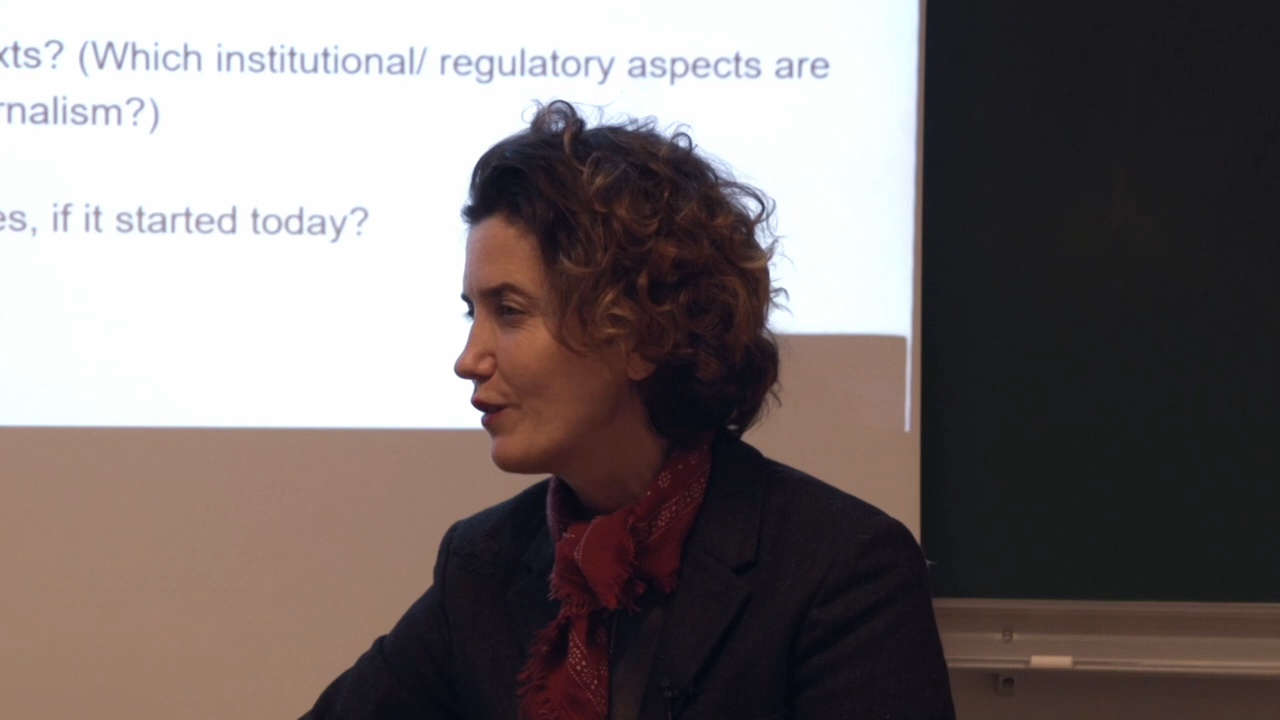 xts? (Which institutional/ regulatory aspects are
rnalism?)
es, if it started today?